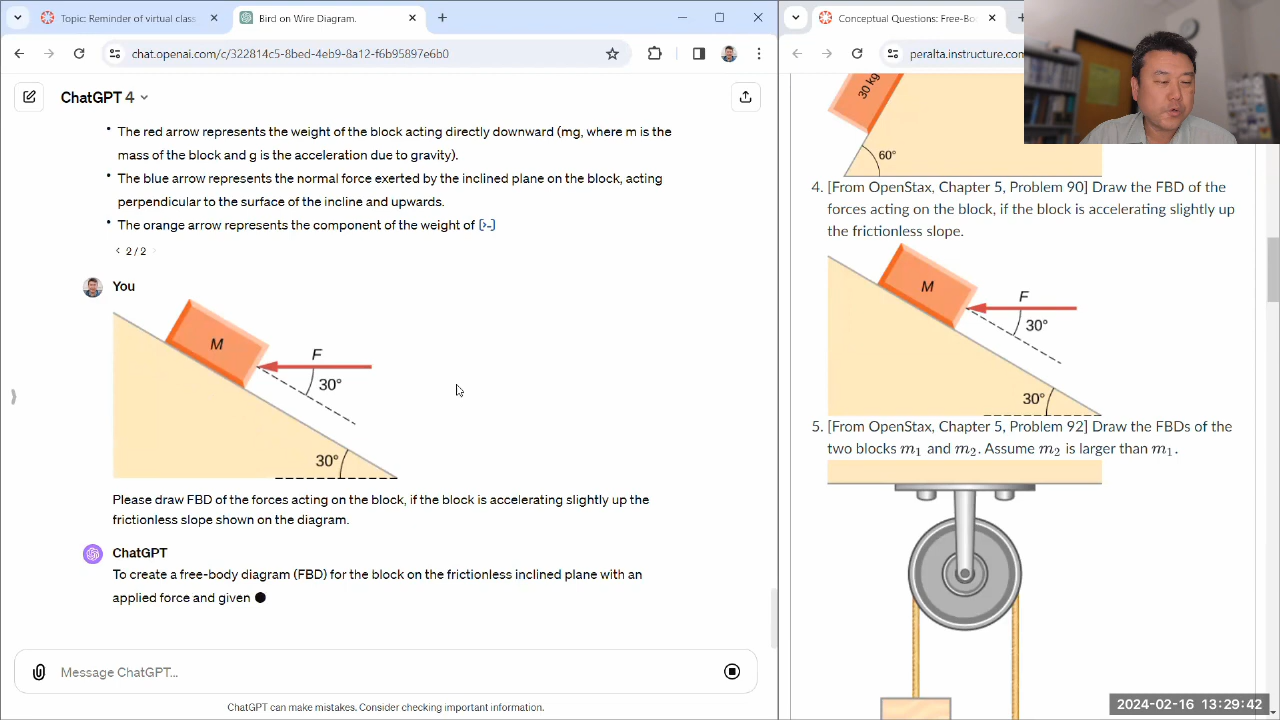 Topic: Reminder of virtual class
Bird on Wire Diagram.
Conceptual Questions: Free-Bo
chat.openai.com/c/322814c5-8bed-4eb9-8a12-f6b95897e6b0
peralta.instructure.com
ChatGPT 4
• The red arrow represents the weight of the block acting directly downward (mg, where m is the
mass of the block and g is the acceleration due to gravity).
• The blue arrow represents the normal force exerted by the inclined plane on the block, acting
perpendicular to the surface of the incline and upwards.
• The orange arrow represents the component of the weight of [>-]
< 2 / 2 >
You
M
F
30°
30°
Please draw FBD of the forces acting on the block, if the block is accelerating slightly up the
frictionless slope shown on the diagram.
ChatGPT
To create a free-body diagram (FBD) for the block on the frictionless inclined plane with an
applied force and given
Message ChatGPT...
ChatGPT can make mistakes. Consider checking important information.
30 kg
60°
4. [From OpenStax, Chapter 5, Problem 90] Draw the FBD of the
forces acting on the block, if the block is accelerating slightly up
the frictionless slope.
M
F
30°
30°
5. [From OpenStax, Chapter 5, Problem 92] Draw the FBDs of the
two blocks m₁ and m₂. Assume m₂ is larger than m₁.
2024-02-16 13:29:42